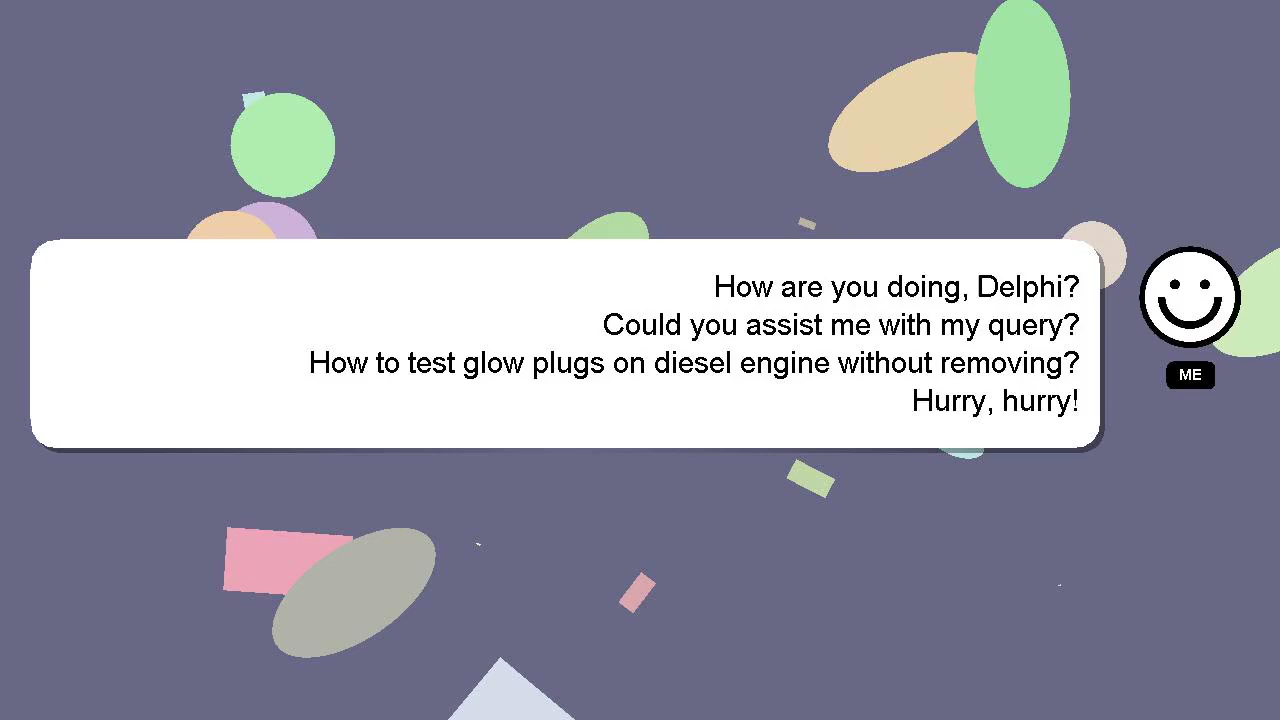 How are you doing, Delphi?
Could you assist me with my query?
How to test glow plugs on diesel engine without removing?
Hurry, hurry!
ME